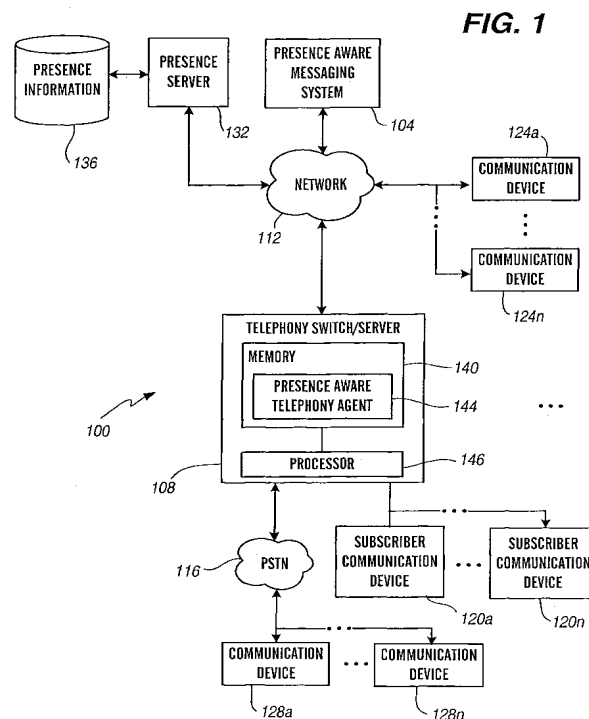 FIG. 1
PRESENCE
INFORMATION
136
PRESENCE
SERVER
132
PRESENCE AWARE
MESSAGING
SYSTEM
104
NETWORK
112
124a
COMMUNICATION
DEVICE
COMMUNICATION
DEVICE
124n
TELEPHONY SWITCH/SERVER
MEMORY
140
PRESENCE AWARE
TELEPHONY AGENT
144
PROCESSOR
146
100
108
PSTN
116
SUBSCRIBER
COMMUNICATION
DEVICE
120a
SUBSCRIBER
COMMUNICATION
DEVICE
120n
COMMUNICATION
DEVICE
128a
COMMUNICATION
DEVICE
128n